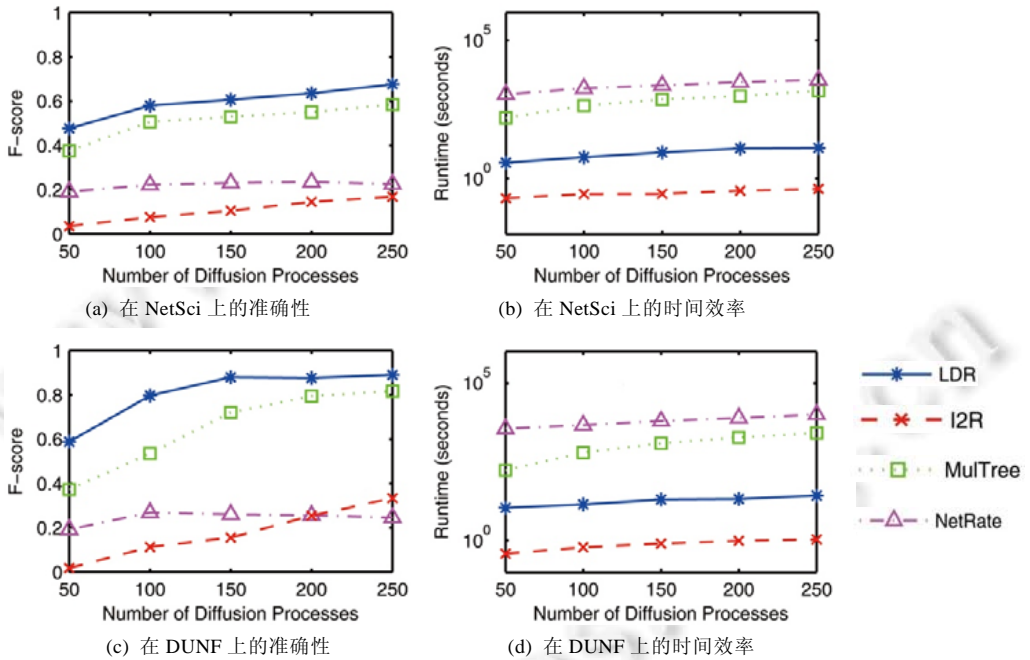 1
0.8
0.6
0.4
0.2
0
F-score
50 100 150 200 250
Number of Diffusion Processes
(a) 在 NetSci 上的准确性
10^5
10^0
Runtime (seconds)
50 100 150 200 250
Number of Diffusion Processes
(b) 在 NetSci 上的时间效率
1
0.8
0.6
0.4
0.2
0
F-score
50 100 150 200 250
Number of Diffusion Processes
(c) 在 DUNF 上的准确性
10^5
10^0
Runtime (seconds)
50 100 150 200 250
Number of Diffusion Processes
(d) 在 DUNF 上的时间效率
LDR
I2R
MulTree
NetRate